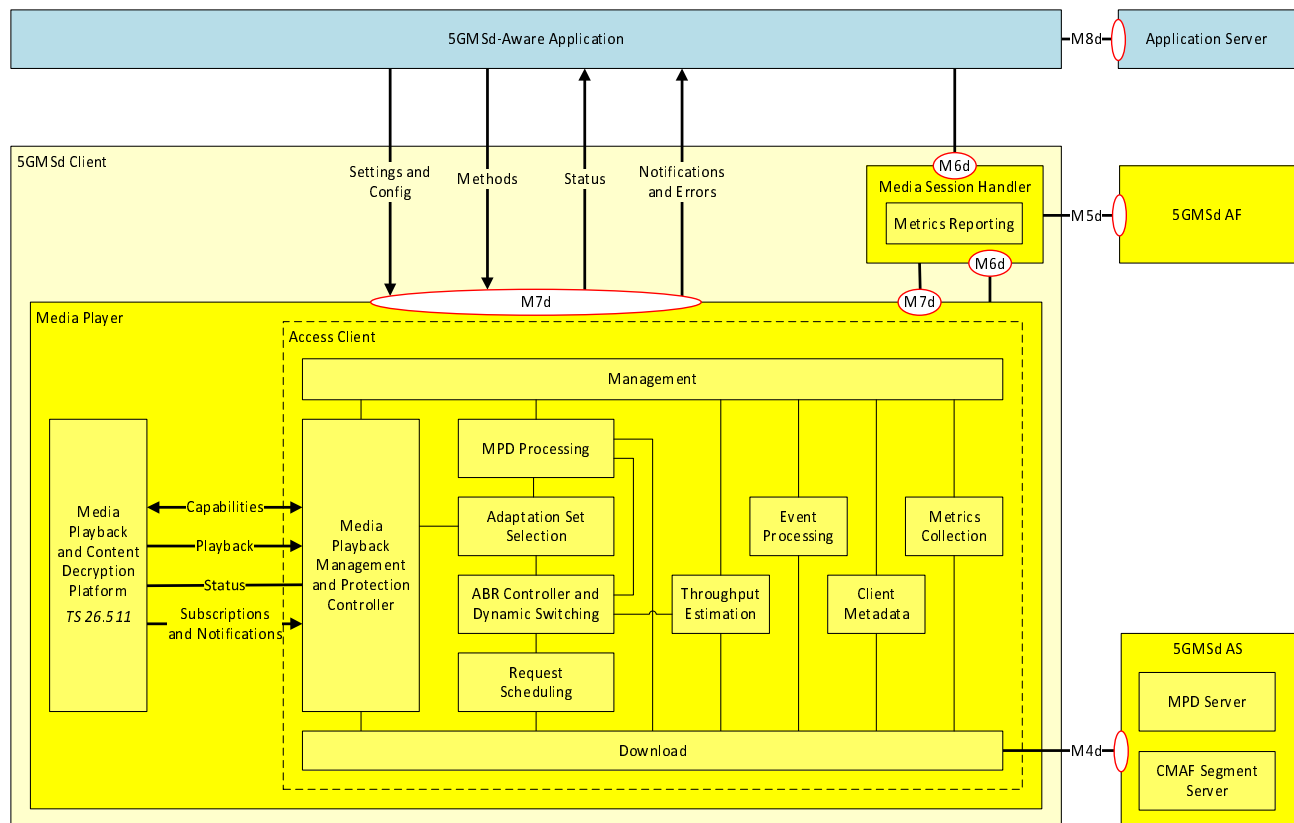 5GMSd-Aware Application
M8d
Application Server
5GMSd Client
Settings and
Config
Methods
Status
Notifications
and Errors
M6d
Media Session Handler
Metrics Reporting
M5d
5GMSd AF
M6d
M7d
M7d
Media Player
Access Client
Management
Media
Playback
and Content
Decryption
Platform
TS 26.511
Capabilities
Playback
Status
Subscriptions
and Notifications
Media
Playback
Management
and Protection
Controller
MPD Processing
Adaptation Set
Selection
ABR Controller and
Dynamic Switching
Request
Scheduling
Throughput
Estimation
Event
Processing
Client
Metadata
Metrics
Collection
Download
M4d
5GMSd AS
MPD Server
CMAF Segment
Server